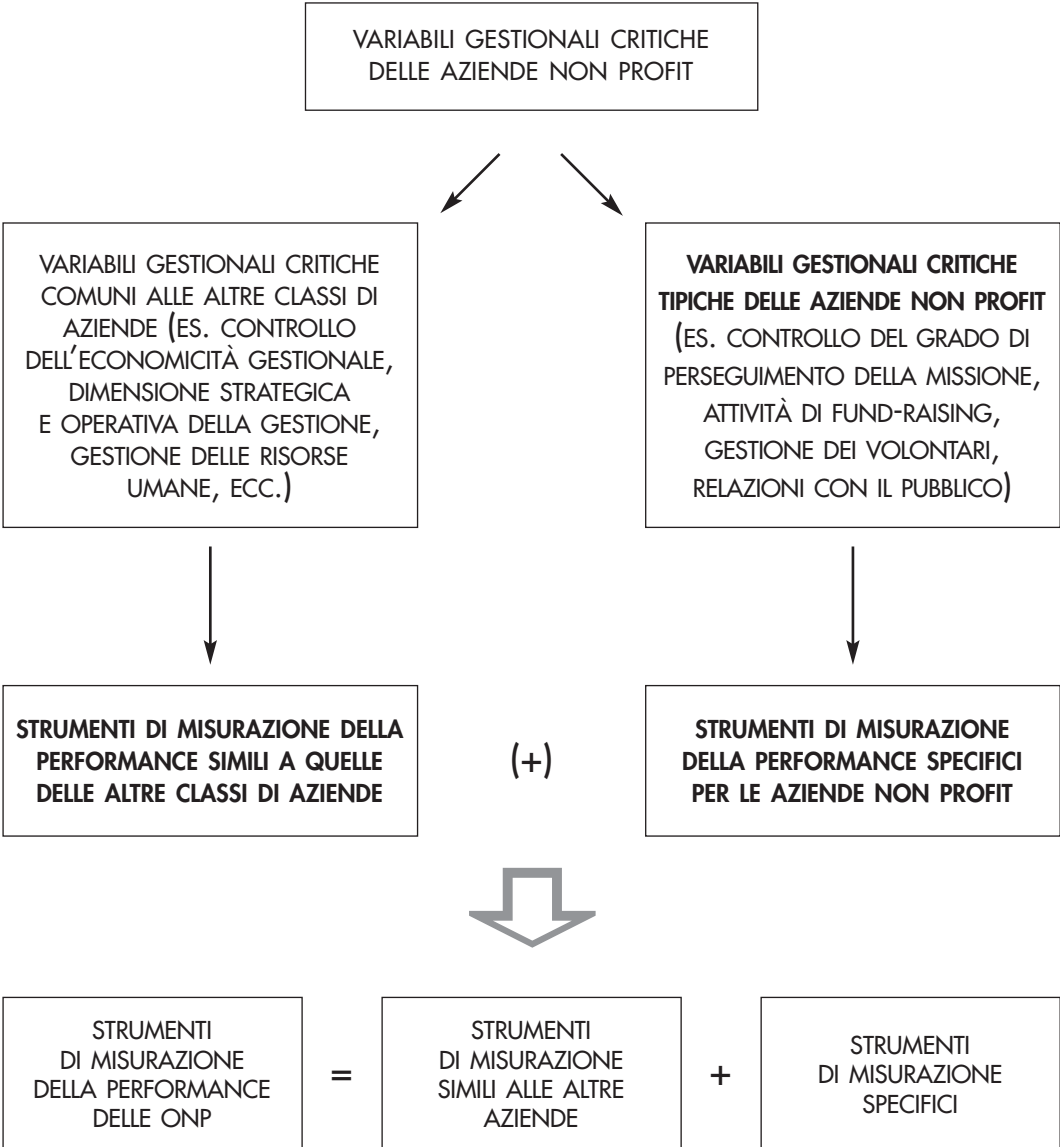 VARIABILI GESTIONALI CRITICHE
DELLE AZIENDE NON PROFIT
VARIABILI GESTIONALI CRITICHE
COMUNI ALLE ALTRE CLASSI DI
AZIENDE (ES. CONTROLLO
DELL'ECONOMICITÀ GESTIONALE,
DIMENSIONE STRATEGICA
E OPERATIVA DELLA GESTIONE,
GESTIONE DELLE RISORSE
UMANE, ECC.)
VARIABILI GESTIONALI CRITICHE
TIPICHE DELLE AZIENDE NON PROFIT
(ES. CONTROLLO DEL GRADO DI
PERSEGUIMENTO DELLA MISSIONE,
ATTIVITÀ DI FUND-RAISING,
GESTIONE DEI VOLONTARI,
RELAZIONI CON IL PUBBLICO)
STRUMENTI DI MISURAZIONE DELLA
PERFORMANCE SIMILI A QUELLE
DELLE ALTRE CLASSI DI AZIENDE
(+)
STRUMENTI DI MISURAZIONE
DELLA PERFORMANCE SPECIFICI
PER LE AZIENDE NON PROFIT
STRUMENTI
DI MISURAZIONE
DELLA PERFORMANCE
DELLE ONP
=
STRUMENTI
DI MISURAZIONE
SIMILI ALLE ALTRE
AZIENDE
+
STRUMENTI
DI MISURAZIONE
SPECIFICI